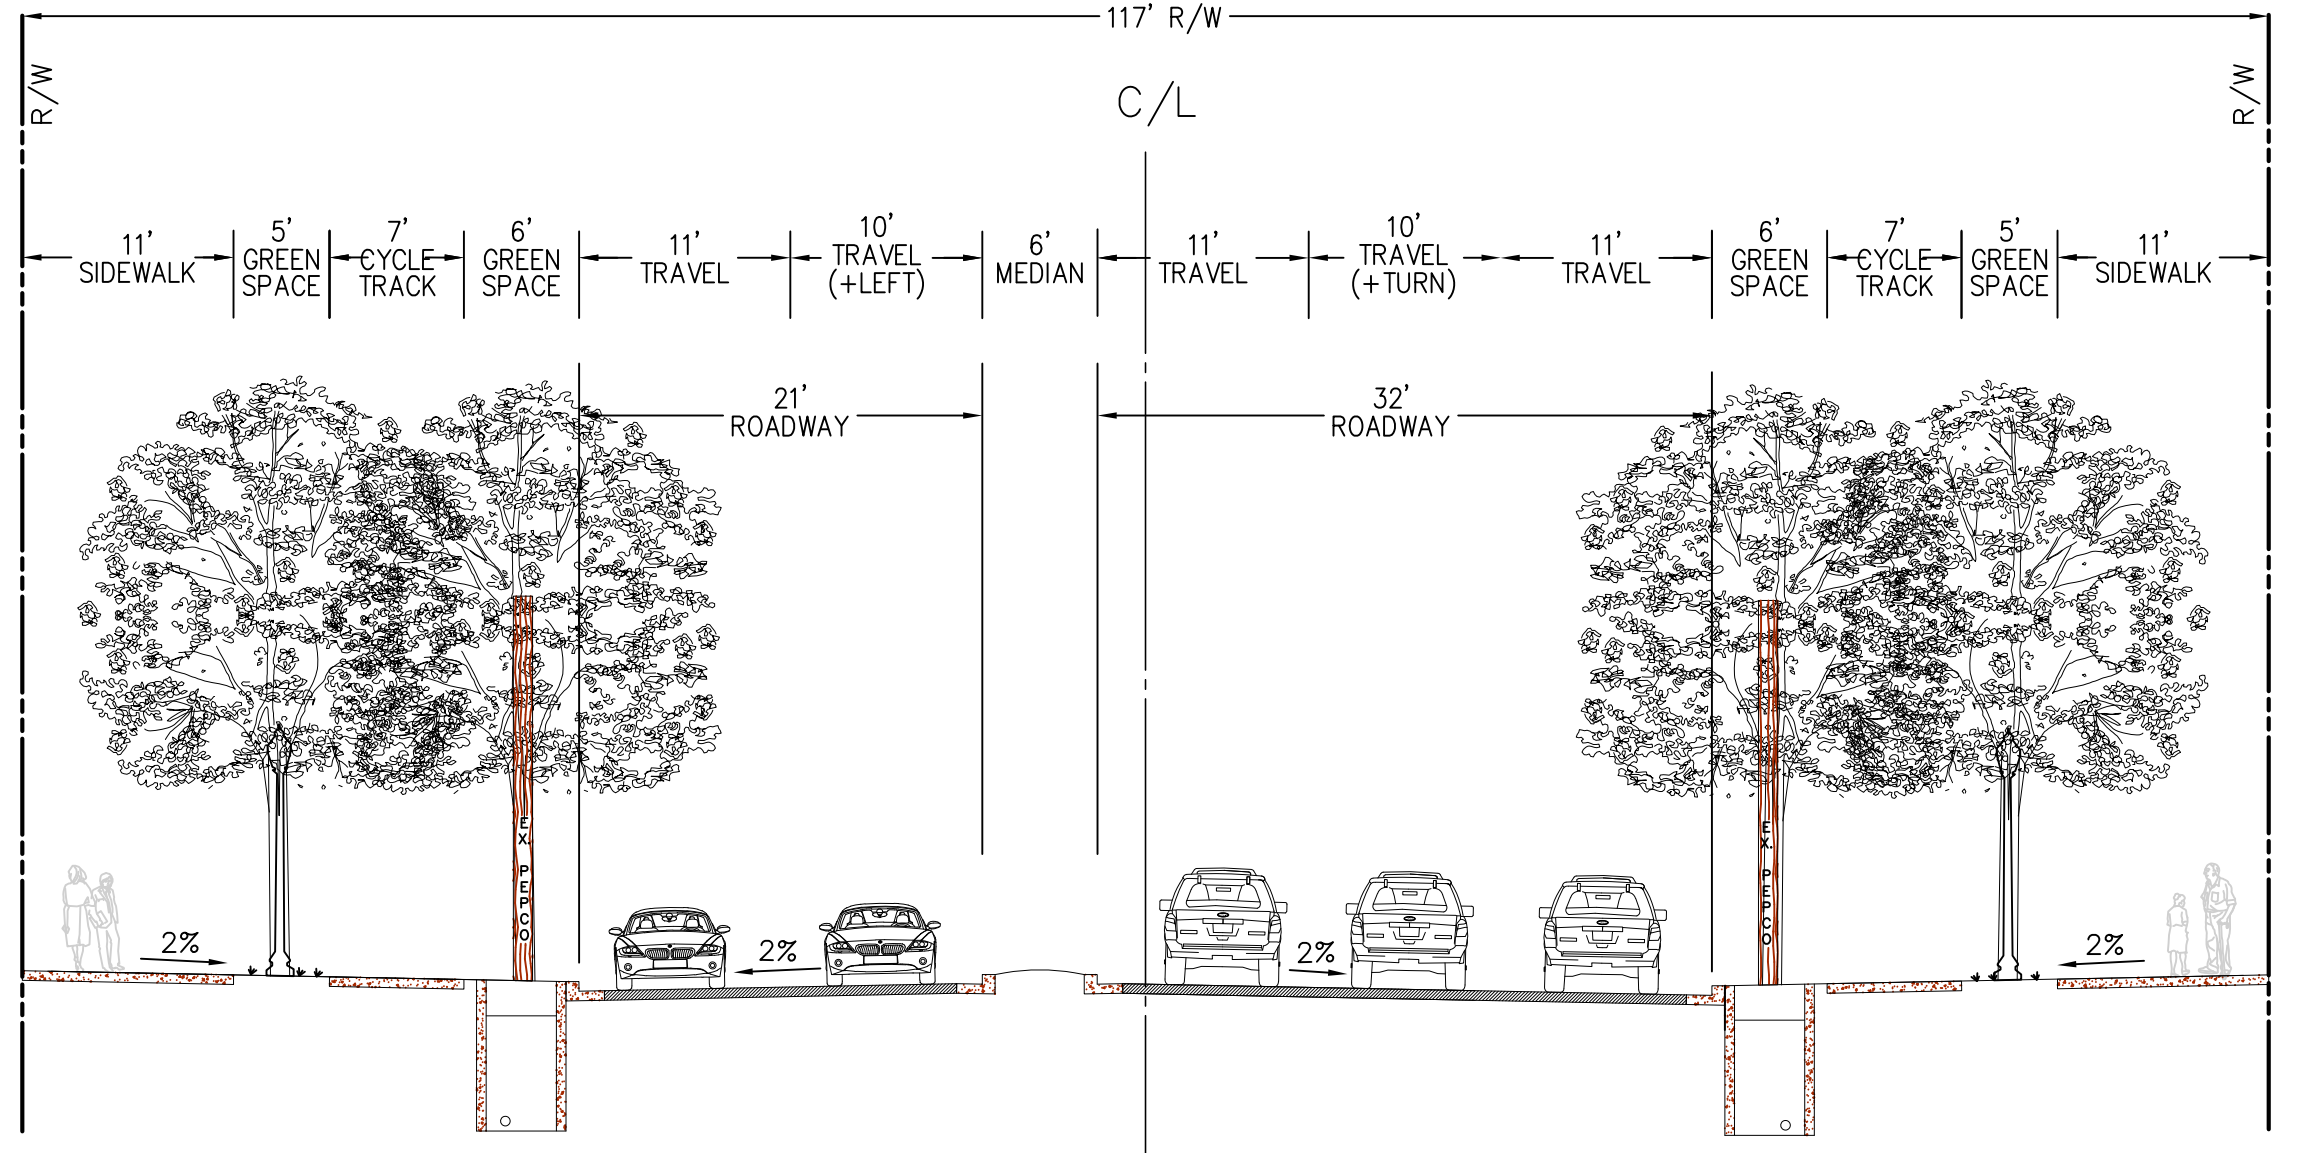 117' R/W
R/W
R/W
C/L
11'
SIDEWALK
5'
GREEN
SPACE
7'
CYCLE
TRACK
6'
GREEN
SPACE
11'
TRAVEL
10'
TRAVEL
(+LEFT)
6'
MEDIAN
11'
TRAVEL
10'
TRAVEL
(+TURN)
11'
TRAVEL
6'
GREEN
SPACE
7'
CYCLE
TRACK
5'
GREEN
SPACE
11'
SIDEWALK
21'
ROADWAY
32'
ROADWAY
EX. PEPCO
EX. PEPCO
2%
2%
2%
2%